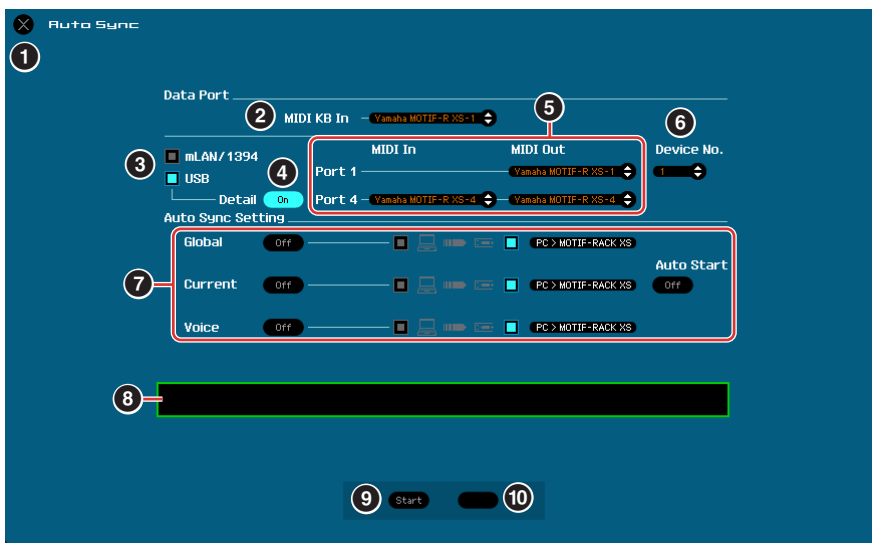 Auto Sync
1
Data Port
2 MIDI KB In Yamaha MOTIF-R XS-1
5
6
3 mLAN/1394
USB
4
Detail On
MIDI In MIDI Out
Port 1 Yamaha MOTIF-R XS-1
Port 4 Yamaha MOTIF-R XS-4 Yamaha MOTIF-R XS-4
Device No.
1
Auto Sync Setting
7
Global Off PC > MOTIF-RACK XS
Current Off PC > MOTIF-RACK XS
Voice Off PC > MOTIF-RACK XS
Auto Start
Off
8
9 Start 10